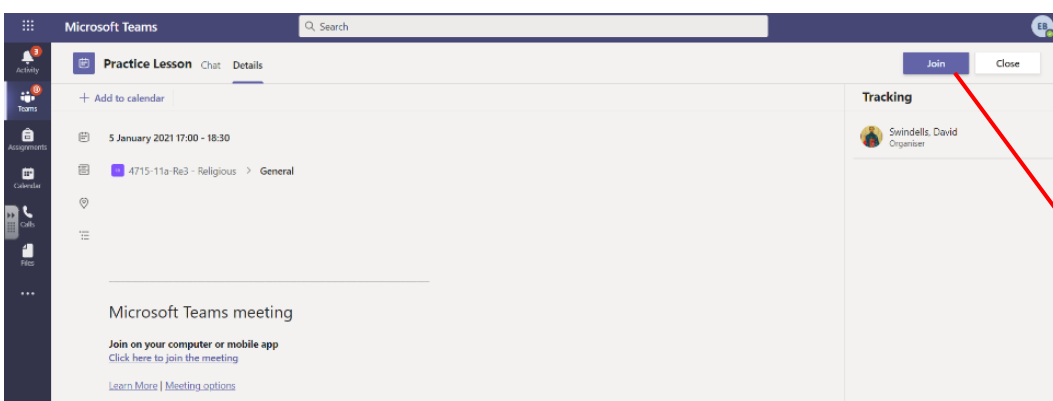 Microsoft Teams
Search
EB
3
Activity
Teams
Assignments
Calendar
Calls
Files
Practice Lesson Chat Details
Join Close
+ Add to calendar
Tracking
5 January 2021 17:00 - 18:30
4715-11a-Re3 - Religious > General
Swindells, David
Organiser
Microsoft Teams meeting
Join on your computer or mobile app
Click here to join the meeting
Learn More | Meeting options